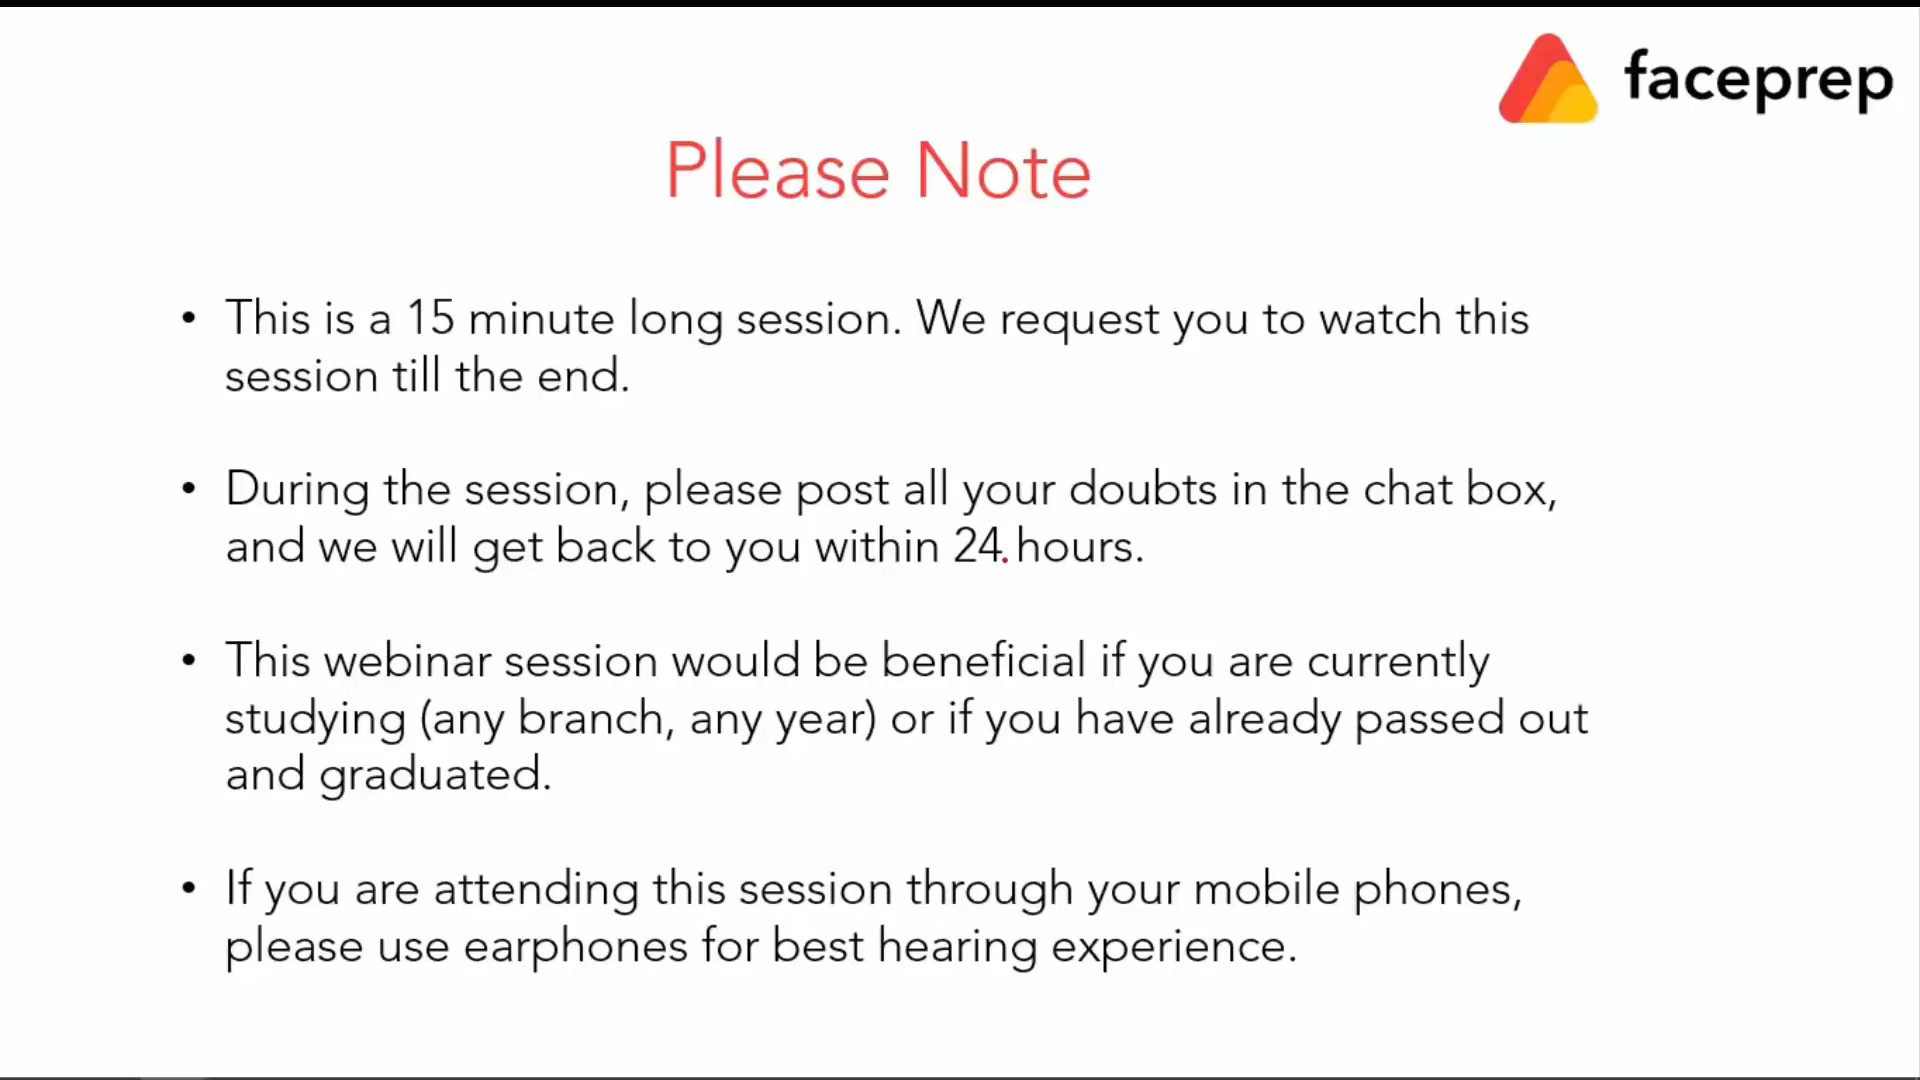 faceprep
Please Note
• This is a 15 minute long session. We request you to watch this
session till the end.
• During the session, please post all your doubts in the chat box,
and we will get back to you within 24 hours.
• This webinar session would be beneficial if you are currently
studying (any branch, any year) or if you have already passed out
and graduated.
• If you are attending this session through your mobile phones,
please use earphones for best hearing experience.